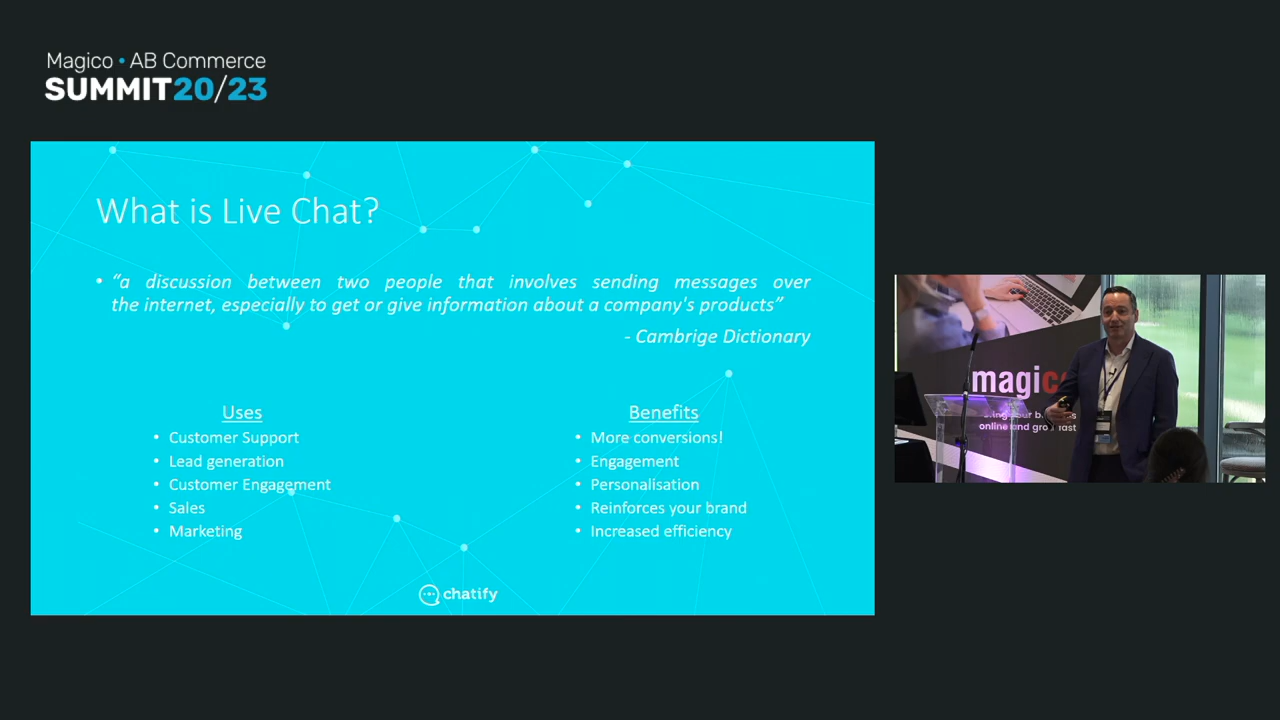 Magico • AB Commerce
SUMMIT20/23
What is Live Chat?
• “a discussion between two people that involves sending messages over
the internet, especially to get or give information about a company's products”
- Cambrige Dictionary
Uses
• Customer Support
• Lead generation
• Customer Engagement
• Sales
• Marketing
Benefits
• More conversions!
• Engagement
• Personalisation
• Reinforces your brand
• Increased efficiency
chatify
magic
online and